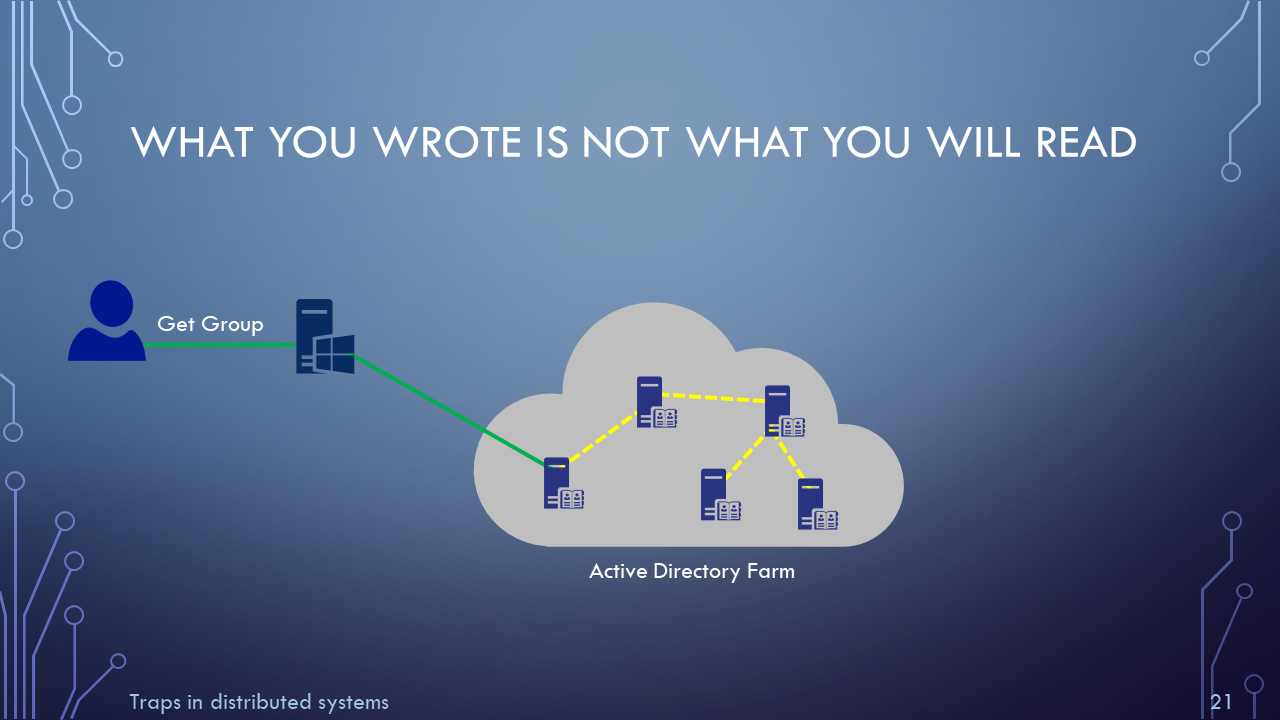 WHAT YOU WROTE IS NOT WHAT YOU WILL READ
Get Group
Active Directory Farm
Traps in distributed systems
21